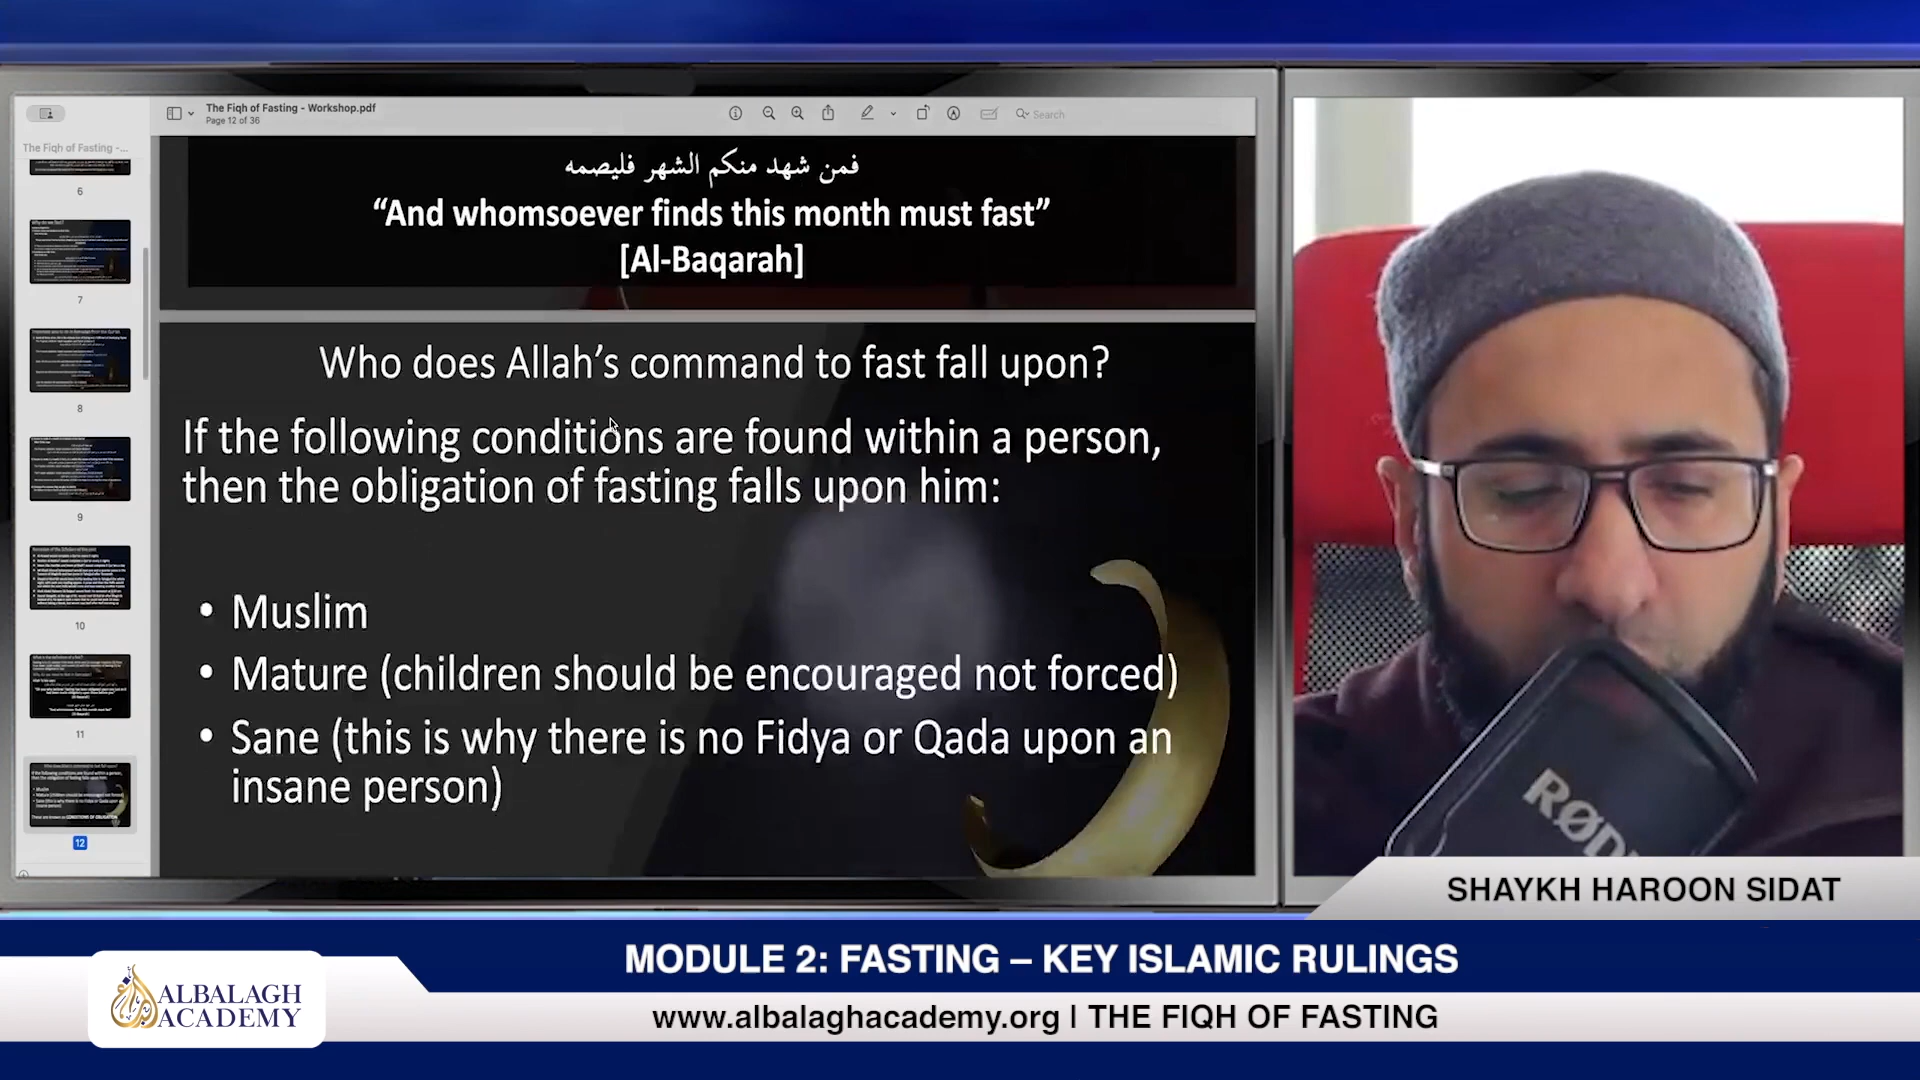 The Fiqh of Fasting - Workshop.pdf
Page 12 of 36
Search
The Fiqh of Fasting -...
6
7
8
9
10
11
12
فمن شهد منكم الشهر فليصمه
“And whomsoever finds this month must fast”
[Al-Baqarah]
Who does Allah’s command to fast fall upon?
If the following conditions are found within a person,
then the obligation of fasting falls upon him:
• Muslim
• Mature (children should be encouraged not forced)
• Sane (this is why there is no Fidya or Qada upon an
insane person)
RØD
SHAYKH HAROON SIDAT
MODULE 2: FASTING – KEY ISLAMIC RULINGS
ALBALAGH
ACADEMY
www.albalaghacademy.org | THE FIQH OF FASTING